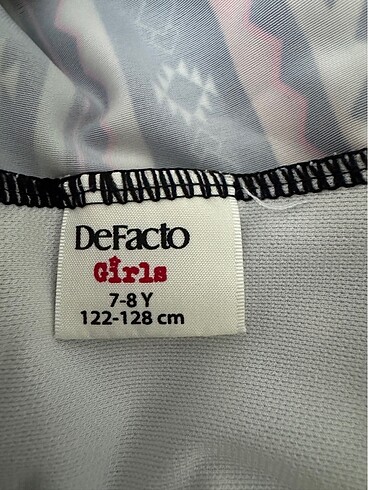 DeFacto
Girls
7-8 Y
122-128 cm